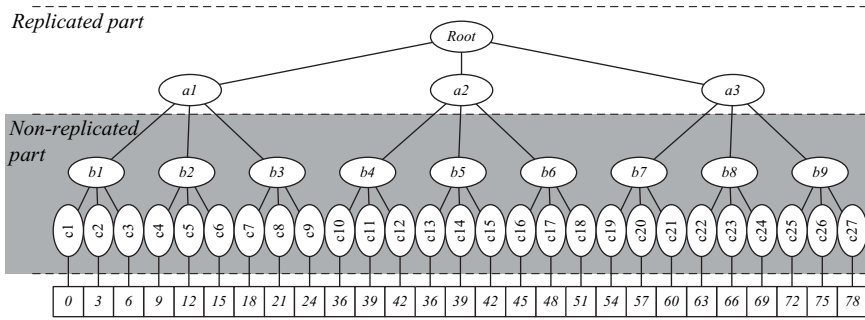 Replicated part
Root
a1 a2 a3
Non-replicated
part
b1 b2 b3 b4 b5 b6 b7 b8 b9
c1 c2 c3 c4 c5 c6 c7 c8 c9 c10 c11 c12 c13 c14 c15 c16 c17 c18 c19 c20 c21 c22 c23 c24 c25 c26 c27
0 3 6 9 12 15 18 21 24 36 39 42 36 39 42 45 48 51 54 57 60 63 66 69 72 75 78